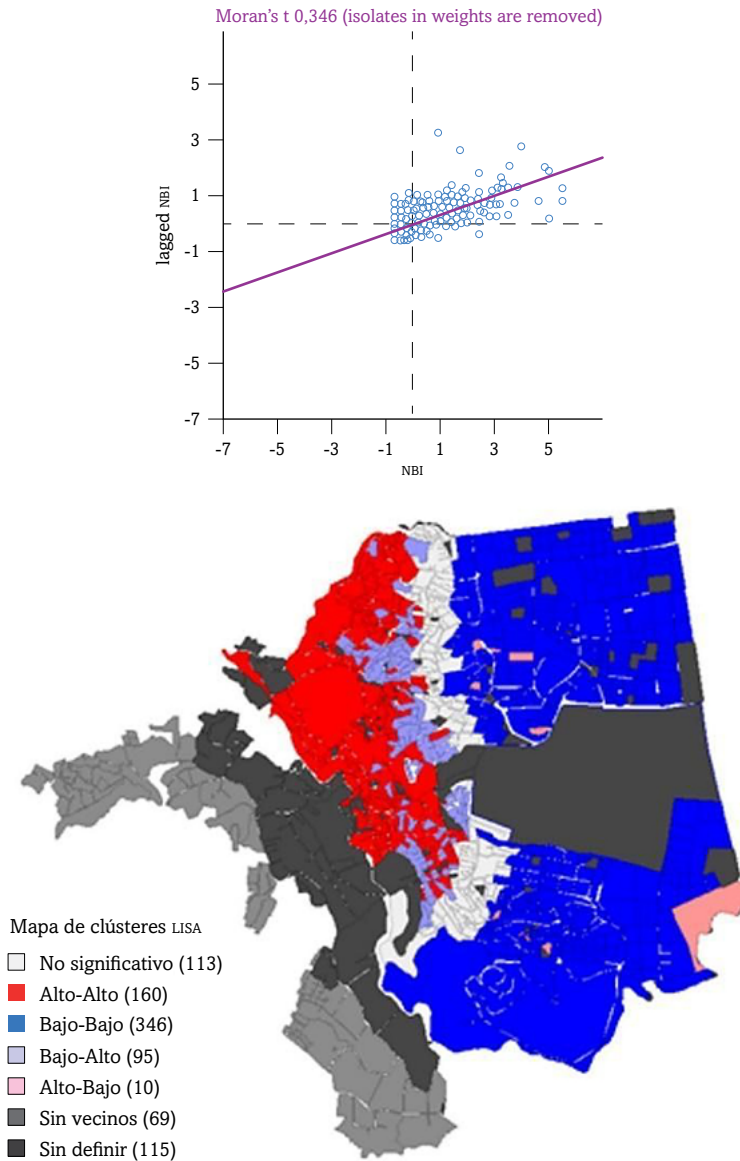 Moran’s t 0,346 (isolates in weights are removed)
5
3
1
-1
-3
-5
-7
lagged NBI
-7
-5
-3
-1
1
3
5
NBI
Mapa de clústeres LISA
No significativo (113)
Alto-Alto (160)
Bajo-Bajo (346)
Bajo-Alto (95)
Alto-Bajo (10)
Sin vecinos (69)
Sin definir (115)